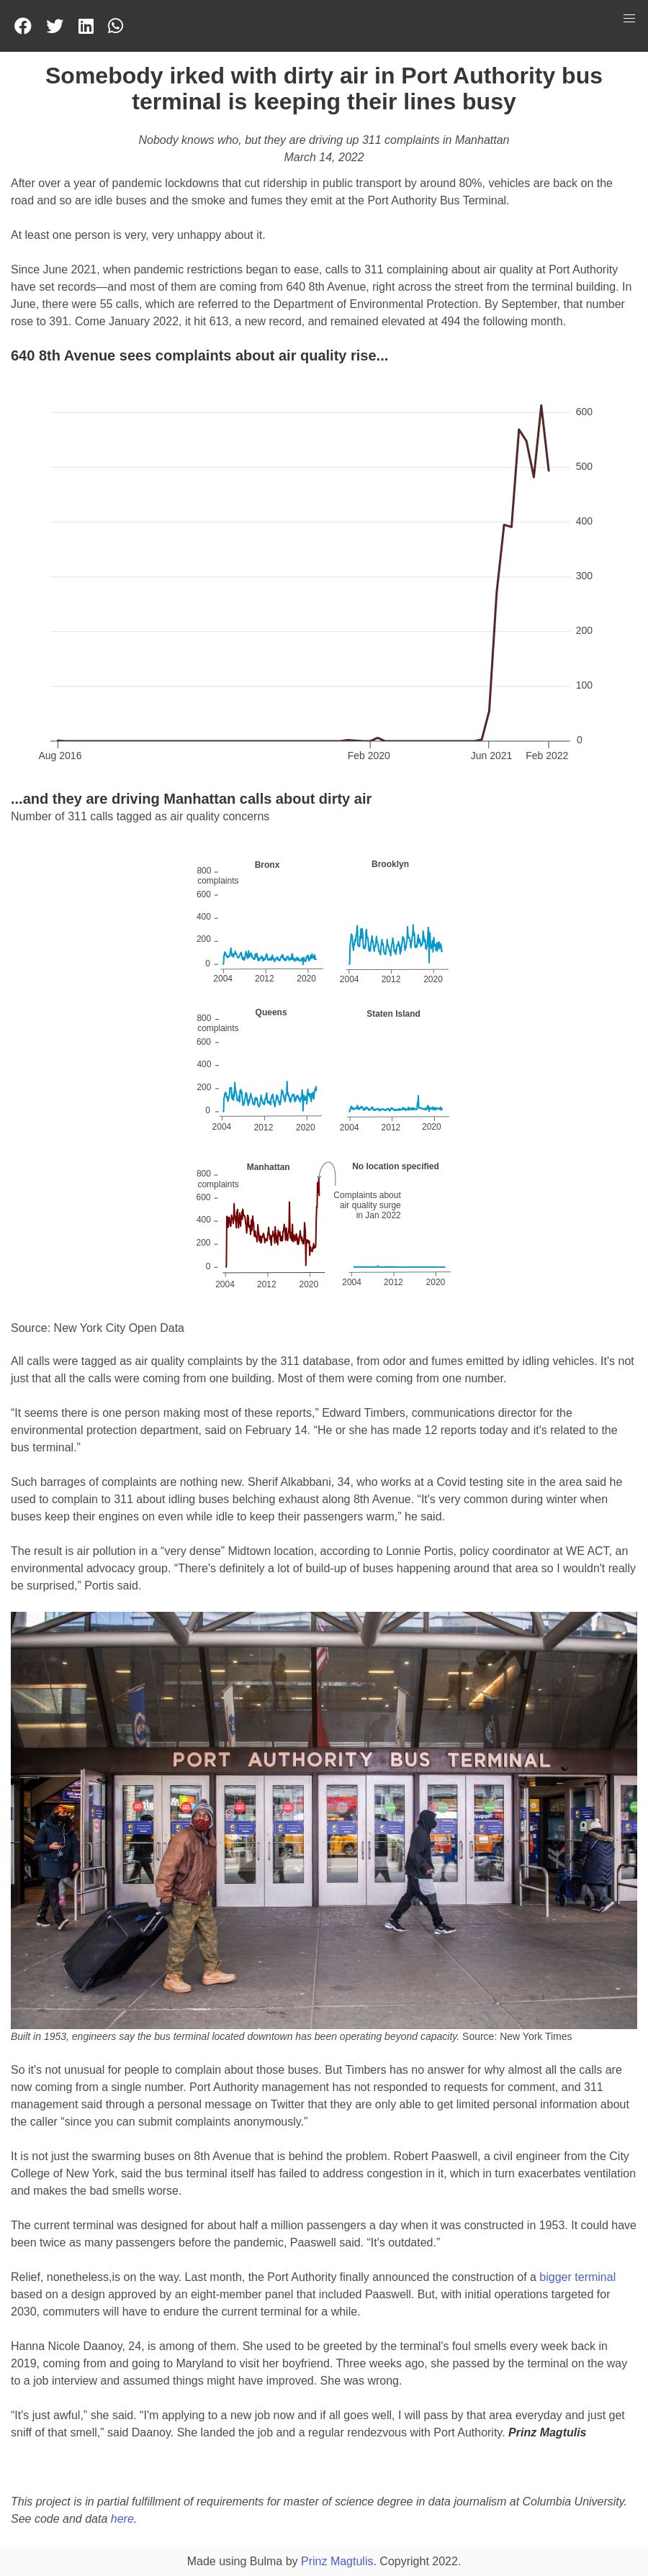 Somebody irked with dirty air in Port Authority bus
terminal is keeping their lines busy
Nobody knows who, but they are driving up 311 complaints in Manhattan
March 14, 2022
After over a year of pandemic lockdowns that cut ridership in public transport by around 80%, vehicles are back on the
road and so are idle buses and the smoke and fumes they emit at the Port Authority Bus Terminal.
At least one person is very, very unhappy about it.
Since June 2021, when pandemic restrictions began to ease, calls to 311 complaining about air quality at Port Authority
have set records—and most of them are coming from 640 8th Avenue, right across the street from the terminal building. In
June, there were 55 calls, which are referred to the Department of Environmental Protection. By September, that number
rose to 391. Come January 2022, it hit 613, a new record, and remained elevated at 494 the following month.
640 8th Avenue sees complaints about air quality rise...
600
500
400
300
200
100
0
Aug 2016 Feb 2020 Jun 2021 Feb 2022
...and they are driving Manhattan calls about dirty air
Number of 311 calls tagged as air quality concerns
Bronx Brooklyn
800
complaints
600
400
200
0
2004 2012 2020 2004 2012 2020
Queens Staten Island
800
complaints
600
400
200
0
2004 2012 2020 2004 2012 2020
Manhattan No location specified
800
complaints
600
400
200
0
Complaints about
air quality surge
in Jan 2022
2004 2012 2020 2004 2012 2020
Source: New York City Open Data
All calls were tagged as air quality complaints by the 311 database, from odor and fumes emitted by idling vehicles. It's not
just that all the calls were coming from one building. Most of them were coming from one number.
“It seems there is one person making most of these reports,” Edward Timbers, communications director for the
environmental protection department, said on February 14. “He or she has made 12 reports today and it's related to the
bus terminal.”
Such barrages of complaints are nothing new. Sherif Alkabbani, 34, who works at a Covid testing site in the area said he
used to complain to 311 about idling buses belching exhaust along 8th Avenue. “It's very common during winter when
buses keep their engines on even while idle to keep their passengers warm,” he said.
The result is air pollution in a “very dense” Midtown location, according to Lonnie Portis, policy coordinator at WE ACT, an
environmental advocacy group. “There's definitely a lot of build-up of buses happening around that area so I wouldn't really
be surprised,” Portis said.
PORT AUTHORITY BUS TERMINAL
Built in 1953, engineers say the bus terminal located downtown has been operating beyond capacity. Source: New York Times
So it's not unusual for people to complain about those buses. But Timbers has no answer for why almost all the calls are
now coming from a single number. Port Authority management has not responded to requests for comment, and 311
management said through a personal message on Twitter that they are only able to get limited personal information about
the caller “since you can submit complaints anonymously.”
It is not just the swarming buses on 8th Avenue that is behind the problem. Robert Paaswell, a civil engineer from the City
College of New York, said the bus terminal itself has failed to address congestion in it, which in turn exacerbates ventilation
and makes the bad smells worse.
The current terminal was designed for about half a million passengers a day when it was constructed in 1953. It could have
been twice as many passengers before the pandemic, Paaswell said. “It's outdated.”
Relief, nonetheless,is on the way. Last month, the Port Authority finally announced the construction of a bigger terminal
based on a design approved by an eight-member panel that included Paaswell. But, with initial operations targeted for
2030, commuters will have to endure the current terminal for a while.
Hanna Nicole Daanoy, 24, is among of them. She used to be greeted by the terminal's foul smells every week back in
2019, coming from and going to Maryland to visit her boyfriend. Three weeks ago, she passed by the terminal on the way
to a job interview and assumed things might have improved. She was wrong.
“It's just awful,” she said. “I'm applying to a new job now and if all goes well, I will pass by that area everyday and just get
sniff of that smell,” said Daanoy. She landed the job and a regular rendezvous with Port Authority. Prinz Magtulis
This project is in partial fulfillment of requirements for master of science degree in data journalism at Columbia University.
See code and data here.
Made using Bulma by Prinz Magtulis. Copyright 2022.